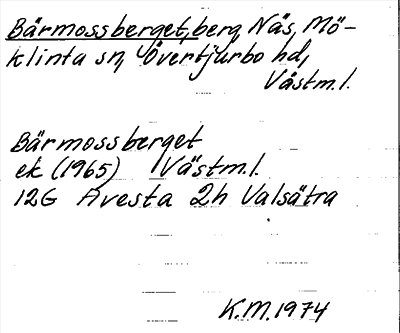 Bärmossberget, berg, Näs, Mö-
klinta sn, Övertjurbo hd,
Västm.l.
Bärmossberget
ek (1965) Västm.l.
12G Avesta 2h Valsätra
K.M. 1974